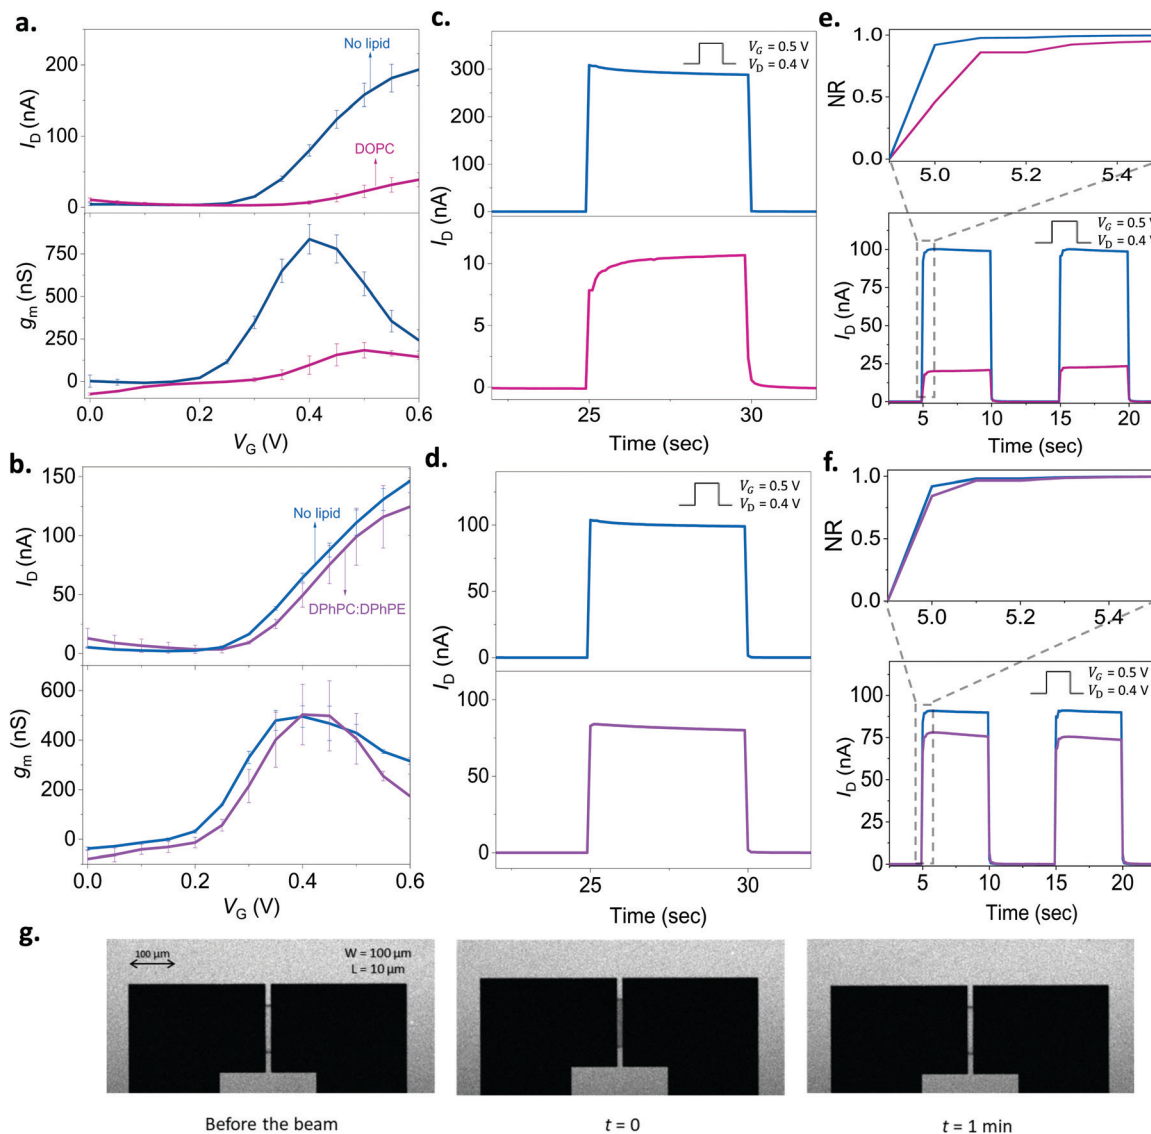 a.
No lipid
DOPC
200
100
0
I_D (nA)
750
500
250
0
g_m (nS)
0.0 0.2 0.4 0.6
V_G (V)
b.
No lipid
DPhPC:DPhPE
150
100
50
0
I_D (nA)
600
400
200
0
g_m (nS)
0.0 0.2 0.4 0.6
V_G (V)
c.
V_G = 0.5 V
V_D = 0.4 V
300
200
100
0
10
5
0
I_D (nA)
25 30
Time (sec)
d.
V_G = 0.5 V
V_D = 0.4 V
100
50
0
100
50
0
I_D (nA)
25 30
Time (sec)
e.
1.0
0.5
0.0
NR
5.0 5.2 5.4
V_G = 0.5 V
V_D = 0.4 V
125
100
75
50
25
0
I_D (nA)
5 10 15 20
Time (sec)
f.
1.0
0.5
0.0
NR
5.0 5.2 5.4
V_G = 0.5 V
V_D = 0.4 V
100
75
50
25
0
I_D (nA)
5 10 15 20
Time (sec)
g.
100 µm
W = 100 µm
L = 10 µm
Before the beam
t = 0
t = 1 min